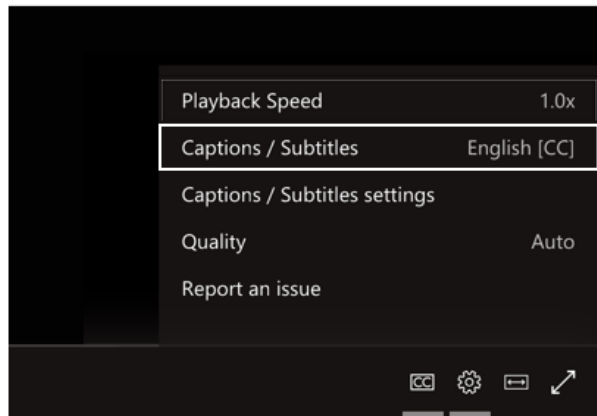 Playback Speed 1.0x
Captions / Subtitles English [CC]
Captions / Subtitles settings
Quality Auto
Report an issue
CC